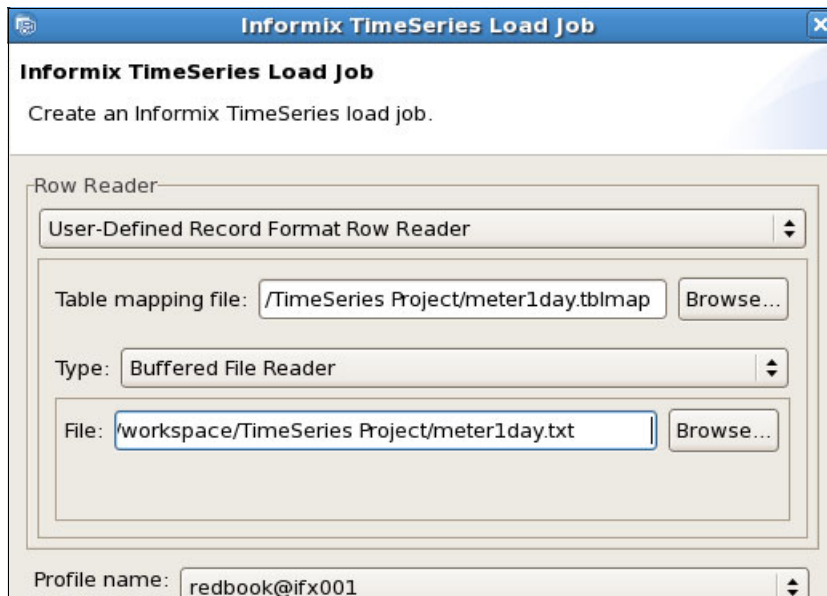 Informix TimeSeries Load Job
Informix TimeSeries Load Job
Create an Informix TimeSeries load job.
Row Reader
User-Defined Record Format Row Reader
Table mapping file: /TimeSeries Project/meter1day.tblmap Browse...
Type: Buffered File Reader
File: /workspace/TimeSeries Project/meter1day.txt Browse...
Profile name: redbook@ifx001